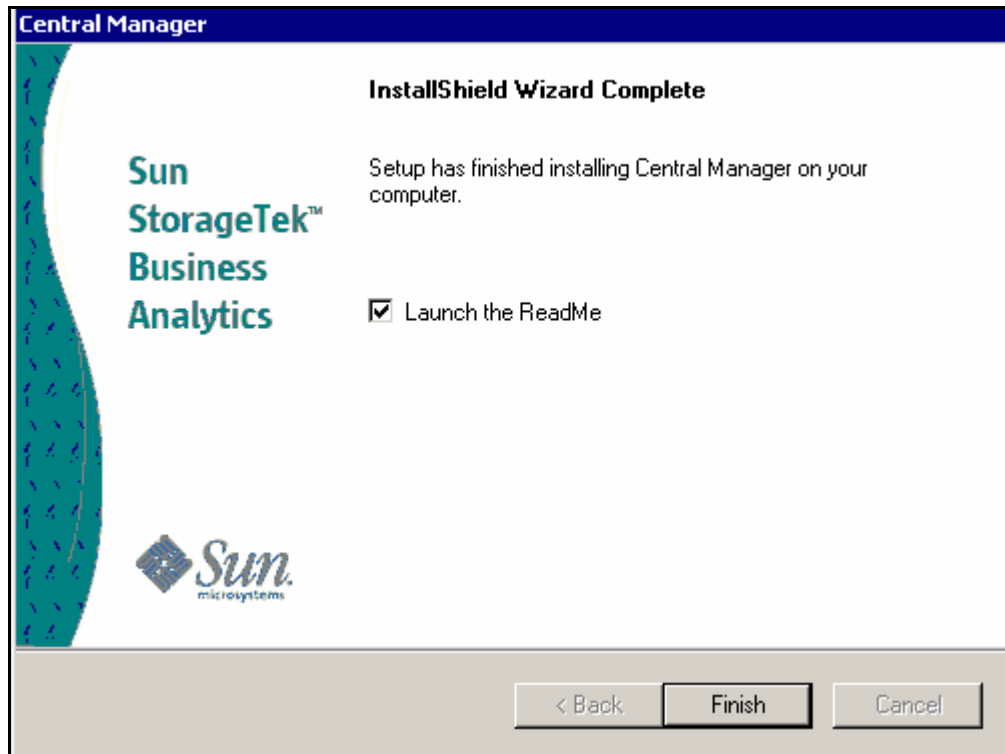 Central Manager
InstallShield Wizard Complete
Setup has finished installing Central Manager on your
computer.
Sun
StorageTek™
Business
Analytics
Launch the ReadMe
Sun.
microsystems
< Back
Finish
Cancel